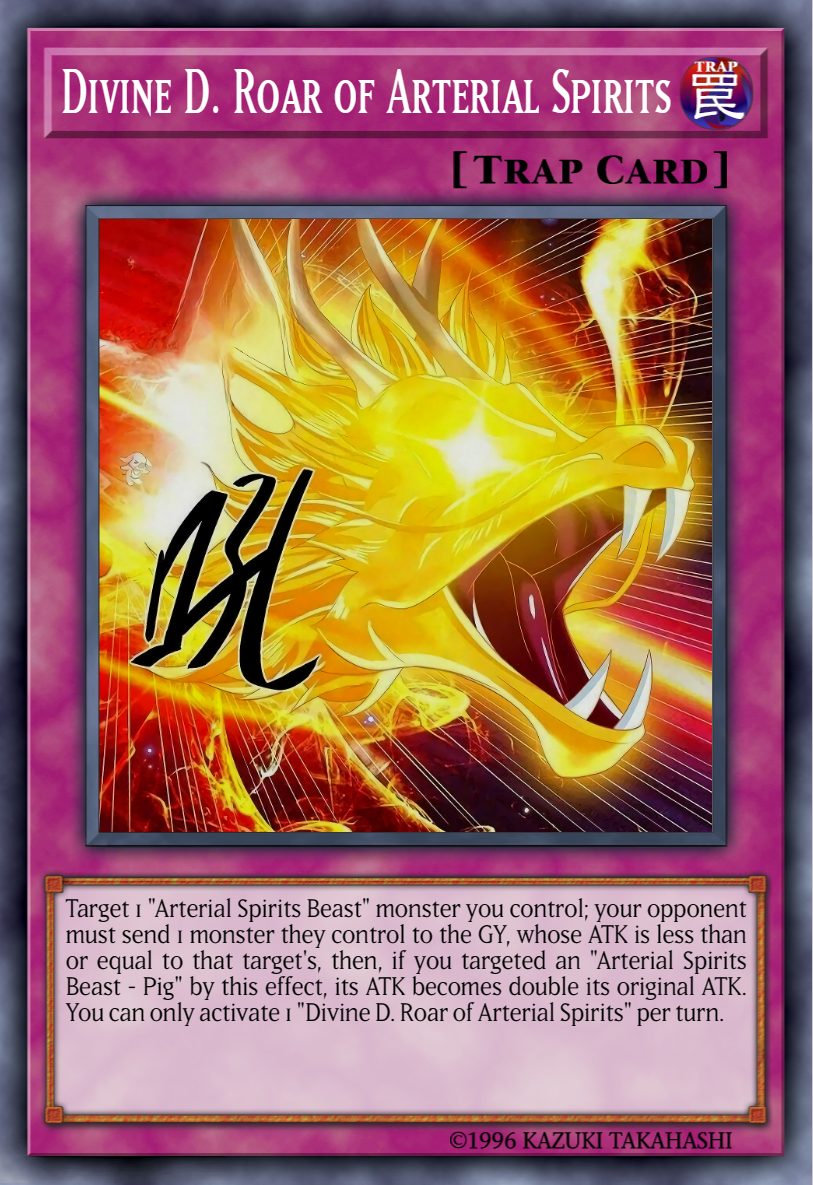 Divine D. Roar of Arterial Spirits
TRAP
罠
[Trap Card]
Target 1 "Arterial Spirits Beast" monster you control; your opponent
must send 1 monster they control to the GY, whose ATK is less than
or equal to that target's, then, if you targeted an "Arterial Spirits
Beast - Pig" by this effect, its ATK becomes double its original ATK.
You can only activate 1 "Divine D. Roar of Arterial Spirits" per turn.
©1996 KAZUKI TAKAHASHI